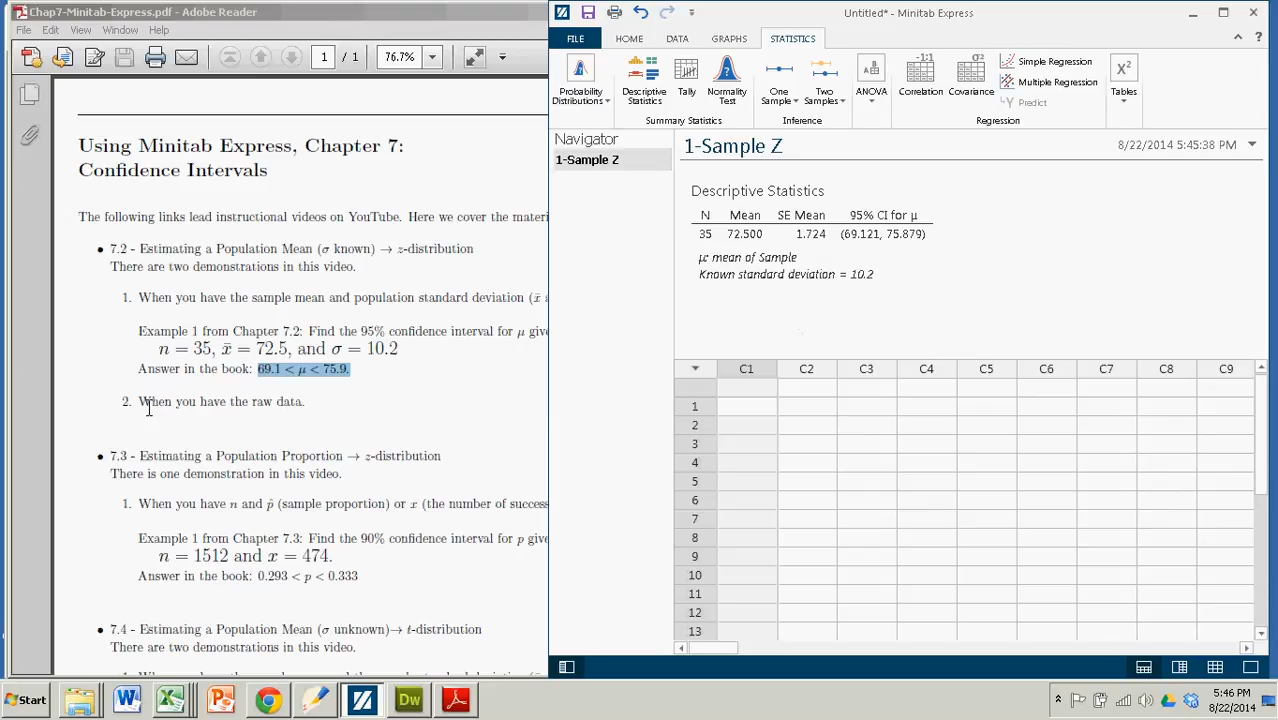 Chap7-Minitab-Express.pdf - Adobe Reader
File Edit View Window Help
1 / 1 76.7%
Using Minitab Express, Chapter 7:
Confidence Intervals
The following links lead instructional videos on YouTube. Here we cover the materi
• 7.2 - Estimating a Population Mean (σ known) → z-distribution
There are two demonstrations in this video.
1. When you have the sample mean and population standard deviation (x̄ a
Example 1 from Chapter 7.2: Find the 95% confidence interval for μ give
n = 35, x̄ = 72.5, and σ = 10.2
Answer in the book: 69.1 < μ < 75.9.
2. When you have the raw data.
• 7.3 - Estimating a Population Proportion → z-distribution
There is one demonstration in this video.
1. When you have n and p̂ (sample proportion) or x (the number of success
Example 1 from Chapter 7.3: Find the 90% confidence interval for p give
n = 1512 and x = 474.
Answer in the book: 0.293 < p < 0.333
• 7.4 - Estimating a Population Mean (σ unknown)→ t-distribution
There are two demonstrations in this video.
Untitled* - Minitab Express
FILE HOME DATA GRAPHS STATISTICS
Probability Distributions
Descriptive Statistics
Tally
Normality Test
Summary Statistics
One Sample
Two Samples
Inference
ANOVA
-1:1
Correlation
σ²
Covariance
Simple Regression
Multiple Regression
Predict
Regression
X²
Tables
Navigator
1-Sample Z
1-Sample Z
8/22/2014 5:45:38 PM
Descriptive Statistics
N Mean SE Mean 95% CI for μ
35 72.500 1.724 (69.121, 75.879)
μ: mean of Sample
Known standard deviation = 10.2
C1 C2 C3 C4 C5 C6 C7 C8 C9
1
2
3
4
5
6
7
8
9
10
11
12
13
Start
Dw
5:46 PM
8/22/2014